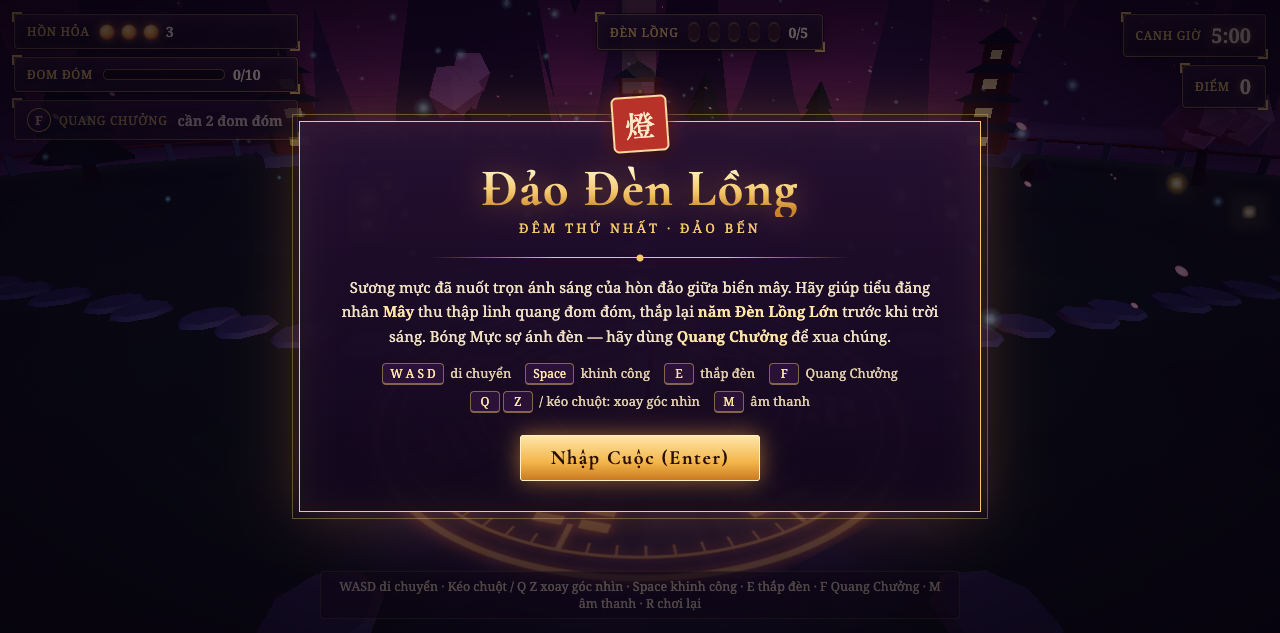 HỒN HỎA 3
ĐÈN LỒNG 0/5
CANH GIỜ 5:00
ĐOM ĐÓM 0/10
ĐIỂM 0
F QUANG CHƯỞNG cần 2 đom đóm
燈
Đảo Đèn Lồng
ĐÊM THỨ NHẤT · ĐẢO BẾN
Sương mực đã nuốt trọn ánh sáng của hòn đảo giữa biển mây. Hãy giúp tiểu đăng
nhân Mây thu thập linh quang đom đóm, thắp lại năm Đèn Lồng Lớn trước khi trời
sáng. Bóng Mực sợ ánh đèn — hãy dùng Quang Chưởng để xua chúng.
WASD di chuyển Space khinh công E thắp đèn F Quang Chưởng
Q Z / kéo chuột: xoay góc nhìn M âm thanh
Nhập Cuộc (Enter)
WASD di chuyển · Kéo chuột / Q Z xoay góc nhìn · Space khinh công · E thắp đèn · F Quang Chưởng · M
âm thanh · R chơi lại